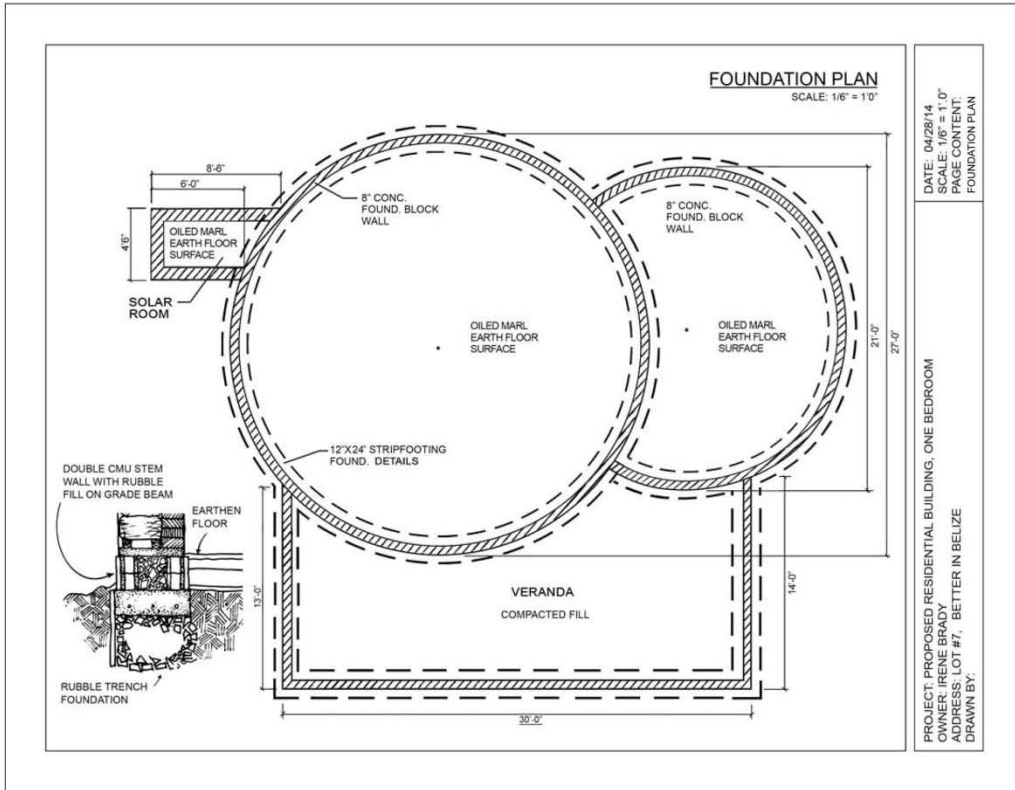 FOUNDATION PLAN
SCALE: 1/6" = 1'0"
8'-6"
6'-0"
4'6"
OILED MARL
EARTH FLOOR
SURFACE
SOLAR
ROOM
8" CONC.
FOUND. BLOCK
WALL
8" CONC.
FOUND. BLOCK
WALL
OILED MARL
EARTH FLOOR
SURFACE
OILED MARL
EARTH FLOOR
SURFACE
21'-0"
27'-0"
12"X24" STRIPFOOTING
FOUND. DETAILS
DOUBLE CMU STEM
WALL WITH RUBBLE
FILL ON GRADE BEAM
EARTHEN
FLOOR
RUBBLE TRENCH
FOUNDATION
13'-0"
14'-0"
VERANDA
COMPACTED FILL
30'-0"
DATE: 04/28/14
SCALE: 1/6" = 1'.0"
PAGE CONTENT:
FOUNDATION PLAN
PROJECT: PROPOSED RESIDENTIAL BUILDING, ONE BEDROOM
OWNER: IRENE BRADY
ADDRESS: LOT #7, BETTER IN BELIZE
DRAWN BY: